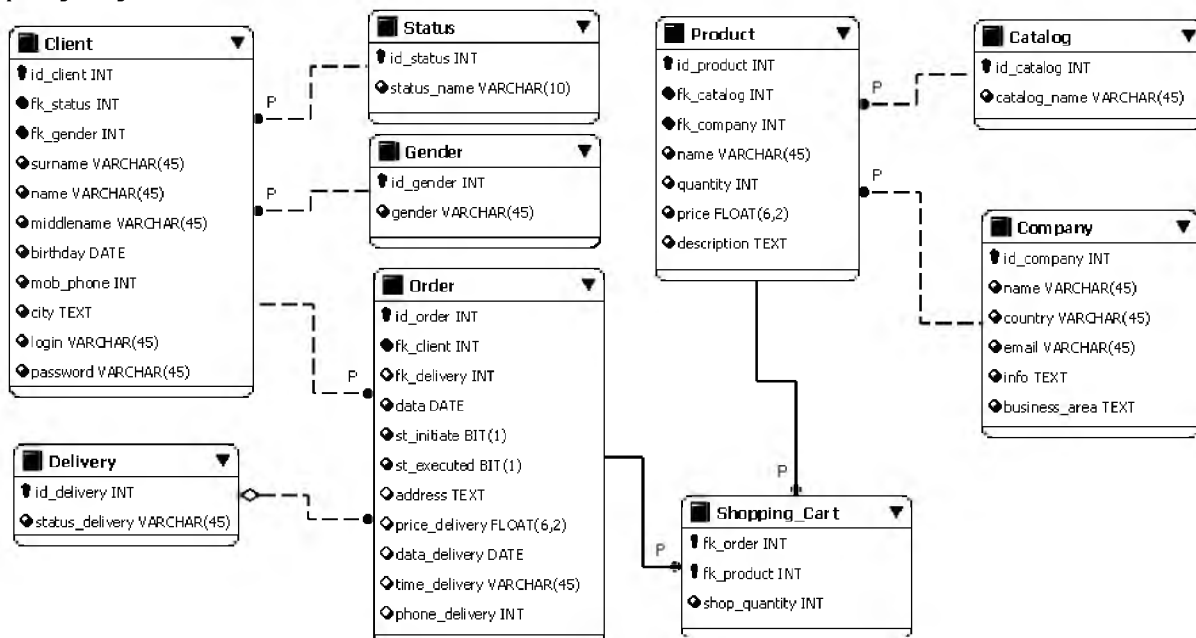 Client
id_client INT
fk_status INT
fk_gender INT
surname VARCHAR(45)
name VARCHAR(45)
middlename VARCHAR(45)
birthday DATE
mob_phone INT
city TEXT
login VARCHAR(45)
password VARCHAR(45)
P
P
P
Status
id_status INT
status_name VARCHAR(10)
Gender
id_gender INT
gender VARCHAR(45)
Delivery
id_delivery INT
status_delivery VARCHAR(45)
Order
id_order INT
fk_client INT
fk_delivery INT
data DATE
st_initiate BIT(1)
st_executed BIT(1)
address TEXT
price_delivery FLOAT(6,2)
data_delivery DATE
time_delivery VARCHAR(45)
phone_delivery INT
Product
id_product INT
fk_catalog INT
fk_company INT
name VARCHAR(45)
quantity INT
price FLOAT(6,2)
description TEXT
P
P
Catalog
id_catalog INT
catalog_name VARCHAR(45)
Company
id_company INT
name VARCHAR(45)
country VARCHAR(45)
email VARCHAR(45)
info TEXT
business_area TEXT
P
P
Shopping_Cart
fk_order INT
fk_product INT
shop_quantity INT